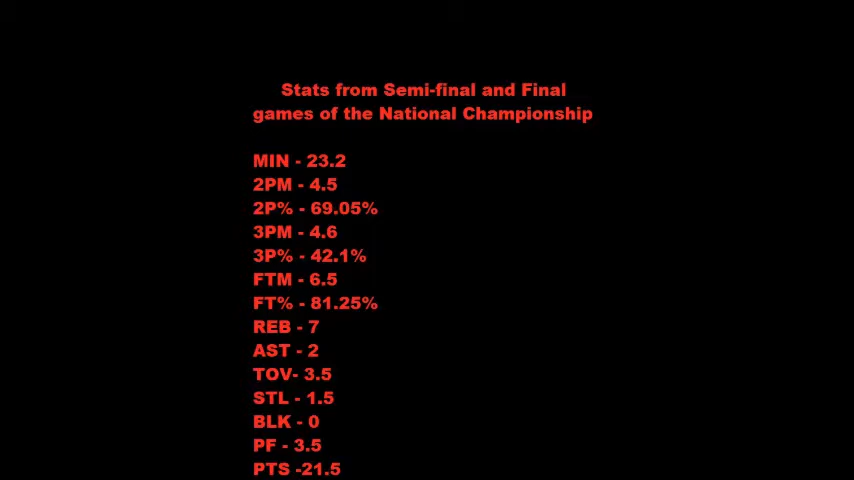 Stats from Semi-final and Final
games of the National Championship
MIN - 23.2
2PM - 4.5
2P% - 69.05%
3PM - 4.6
3P% - 42.1%
FTM - 6.5
FT% - 81.25%
REB - 7
AST - 2
TOV- 3.5
STL - 1.5
BLK - 0
PF - 3.5
PTS -21.5